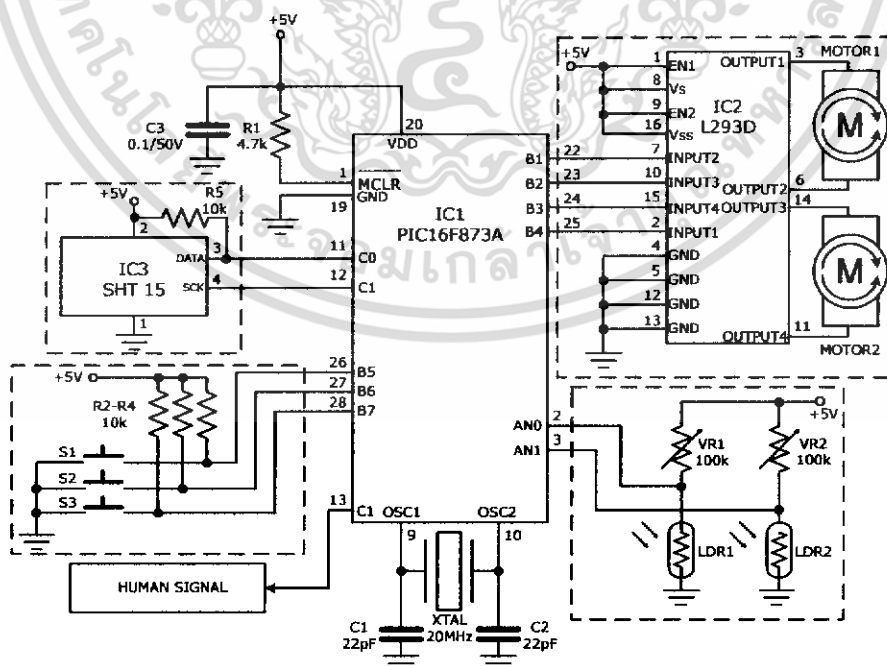 +5V
C3
0.1/50V
R1
4.7k
20
VDD
1
MCLR
GND
19
IC1
PIC16F873A
+5V
R5
10k
2
3
DATA
11
C0
IC3
SHT 15
4
SCK
12
C1
1
+5V
R2-R4
10k
26
B5
27
B6
28
B7
S1
S2
S3
13
C1
HUMAN SIGNAL
OSC1
OSC2
9
10
XTAL
20MHz
C1
22pF
C2
22pF
B1
22
B2
23
B3
24
B4
25
+5V
1
EN1
8
Vs
9
EN2
16
Vss
7
INPUT2
10
INPUT3
15
INPUT4
2
INPUT1
4
GND
5
GND
12
GND
13
GND
IC2
L293D
OUTPUT1
3
MOTOR1
M
OUTPUT2
6
OUTPUT3
14
M
OUTPUT4
11
MOTOR2
AN0
2
AN1
3
+5V
VR1
100k
VR2
100k
LDR1
LDR2